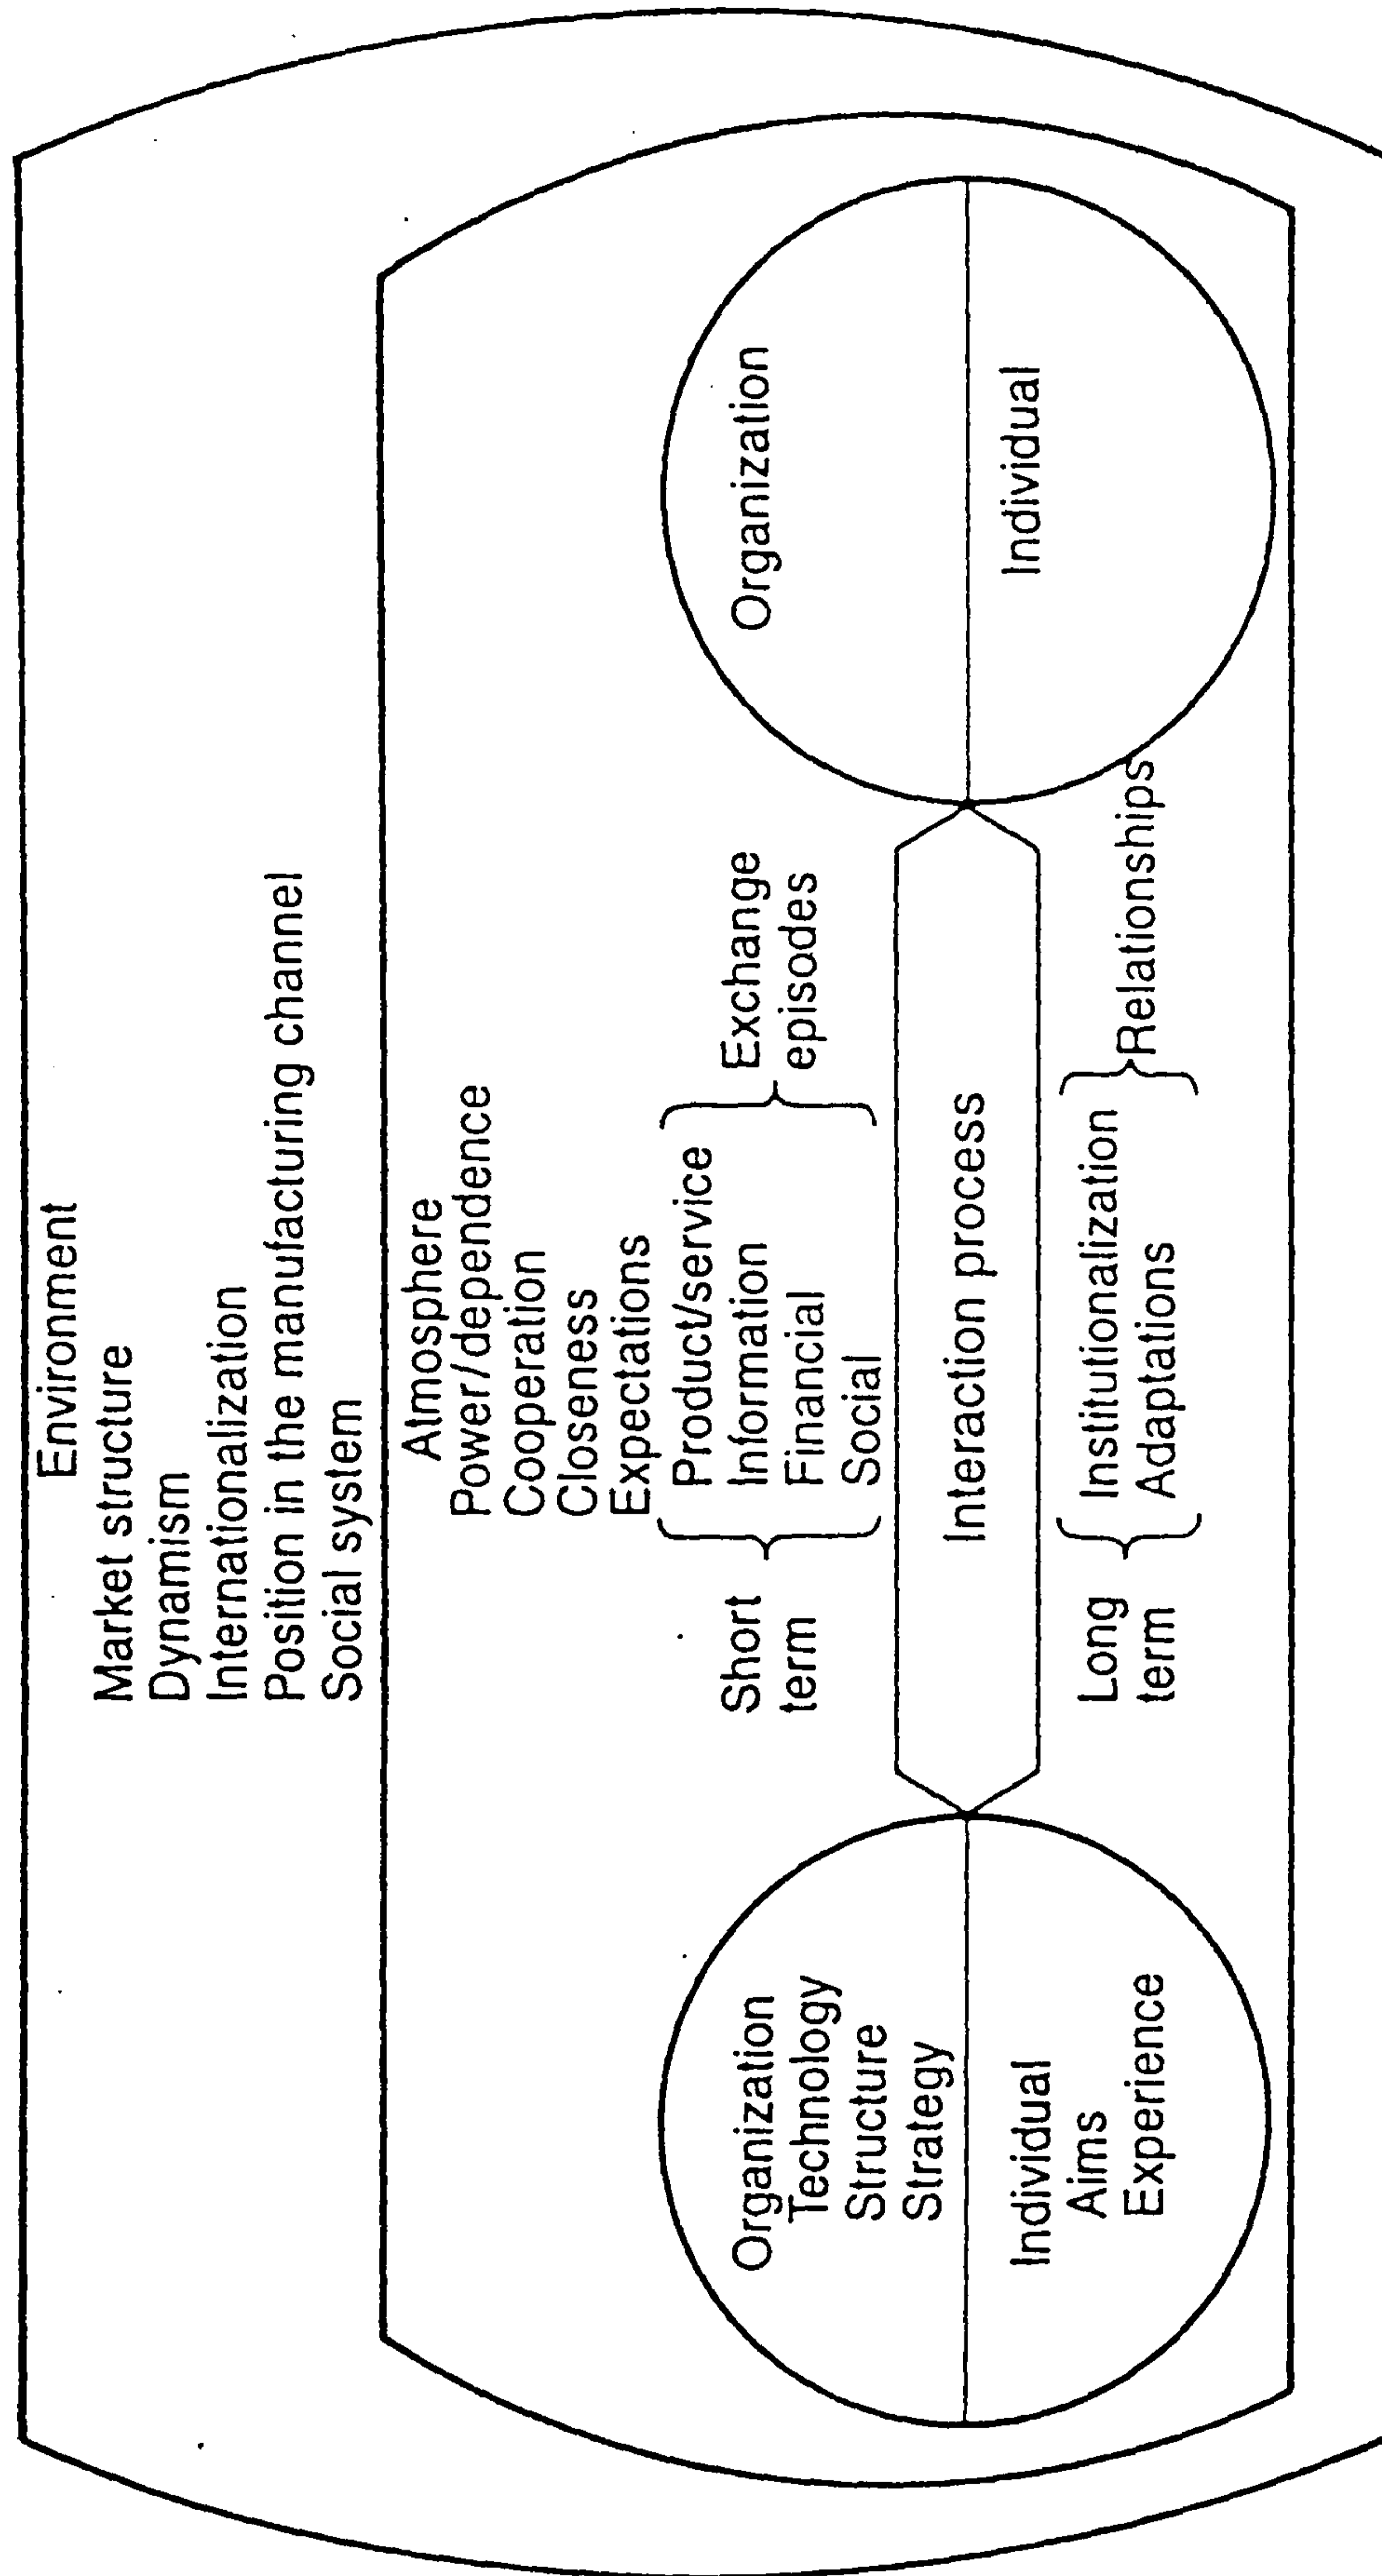 Environment
Market structure
Dynamism
Internationalization
Position in the manufacturing channel
Social system
Atmosphere
Power/dependence
Cooperation
Closeness
Expectations
Short
term
Product/service
Information
Financial
Social
Exchange
episodes
Organization
Technology
Structure
Strategy
Individual
Aims
Experience
Interaction process
Organization
Individual
Long
term
Institutionalization
Adaptations
Relationships